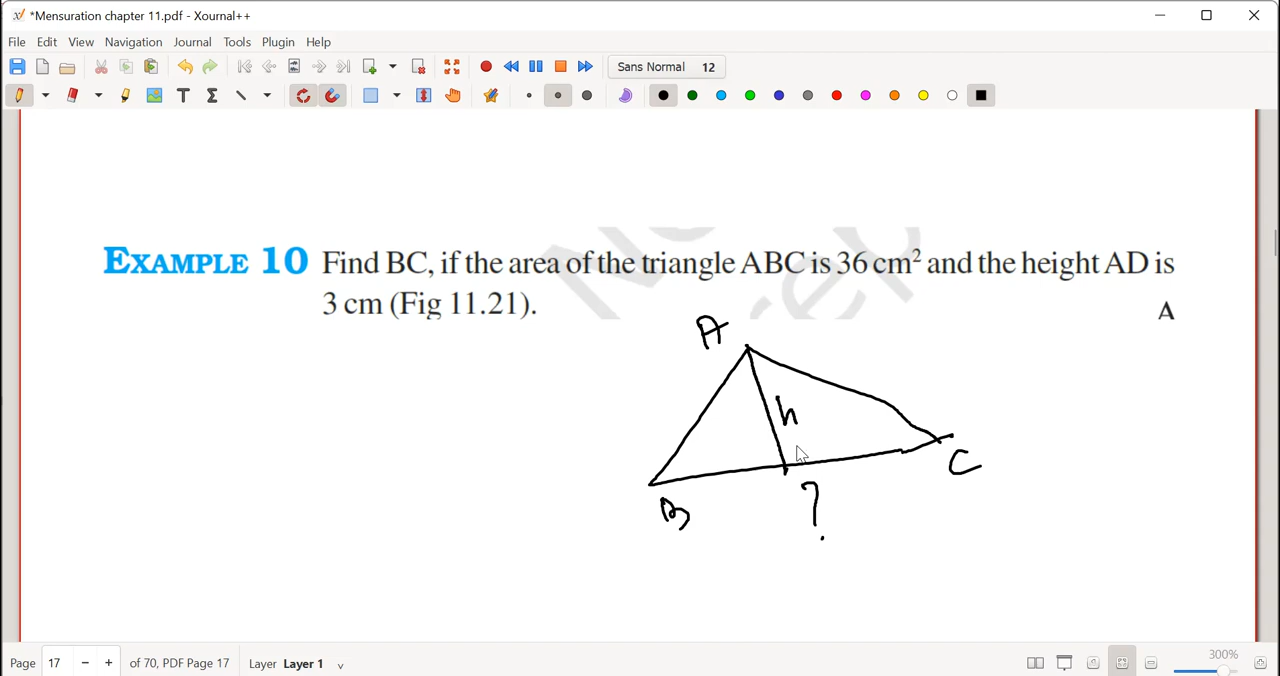 *Mensuration chapter 11.pdf - Xournal++
File Edit View Navigation Journal Tools Plugin Help
Sans Normal 12
EXAMPLE 10 Find BC, if the area of the triangle ABC is 36 cm² and the height AD is
3 cm (Fig 11.21).
A
A
h
C
B
?
Page 17 of 70, PDF Page 17 Layer Layer 1 300%